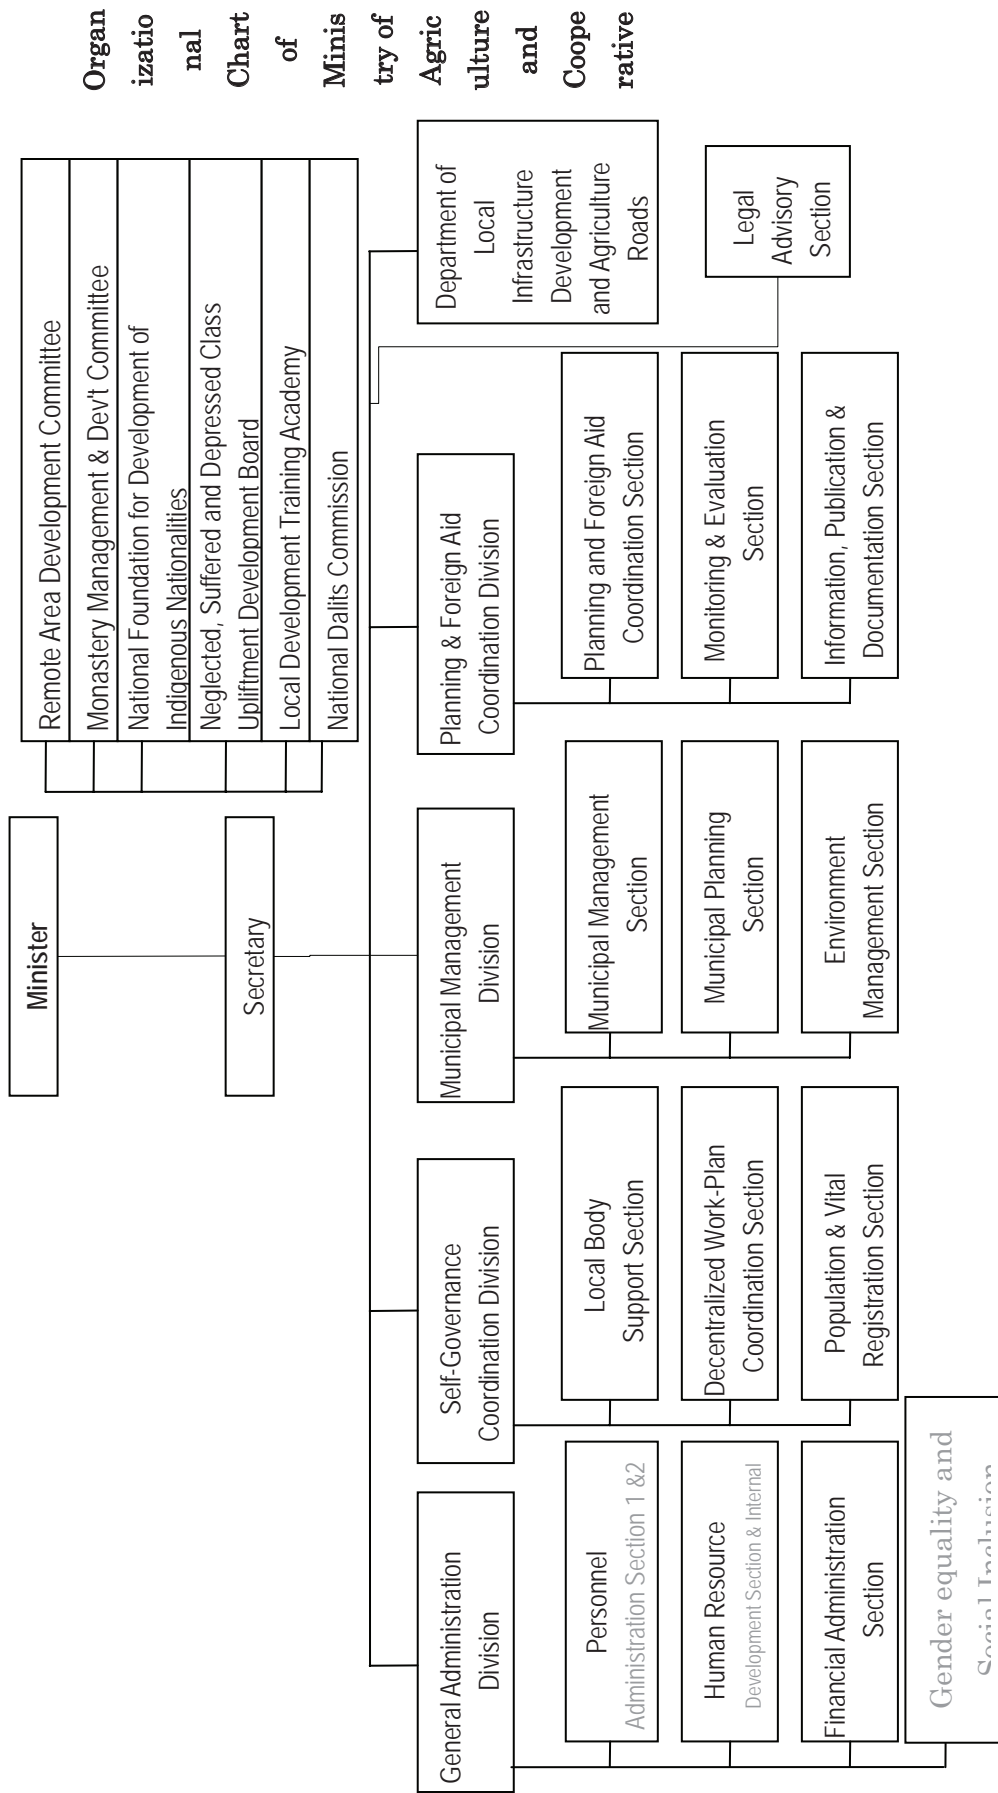 Organ
izatio
nal
Chart
of
Minis
try of
Agric
ulture
and
Coope
rative
Minister
Remote Area Development Committee
Monastery Management & Dev't Committee
National Foundation for Development of
Indigenous Nationalities
Neglected, Suffered and Depressed Class
Upliftment Development Board
Local Development Training Academy
National Dalits Commission
Secretary
General Administration
Division
Self-Governance
Coordination Division
Municipal Management
Division
Planning & Foreign Aid
Coordination Division
Department of
Local
Infrastructure
Development
and Agriculture
Roads
Personnel
Administration Section 1 &2
Human Resource
Development Section & Internal
Financial Administration
Section
Gender equality and
Social Inclusion
Local Body
Support Section
Decentralized Work-Plan
Coordination Section
Population & Vital
Registration Section
Municipal Management
Section
Municipal Planning
Section
Environment
Management Section
Planning and Foreign Aid
Coordination Section
Monitoring & Evaluation
Section
Information, Publication &
Documentation Section
Legal
Advisory
Section